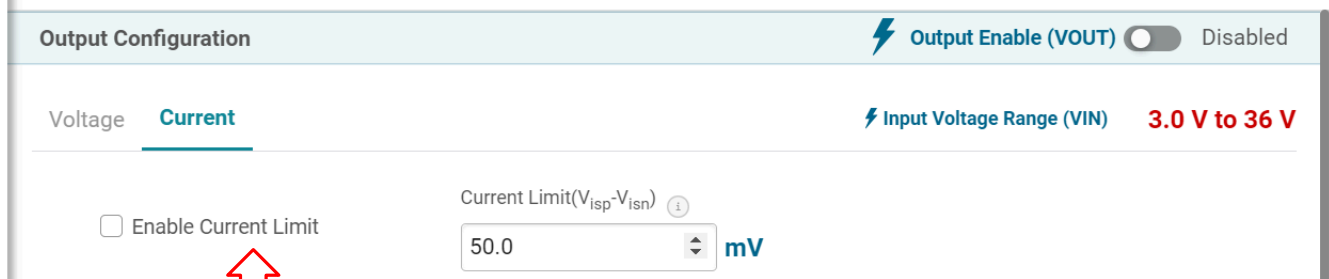 Output Configuration
Output Enable (VOUT) Disabled
Voltage Current
Input Voltage Range (VIN) 3.0 V to 36 V
Current Limit(Visp-Visn) i
Enable Current Limit
50.0 mV